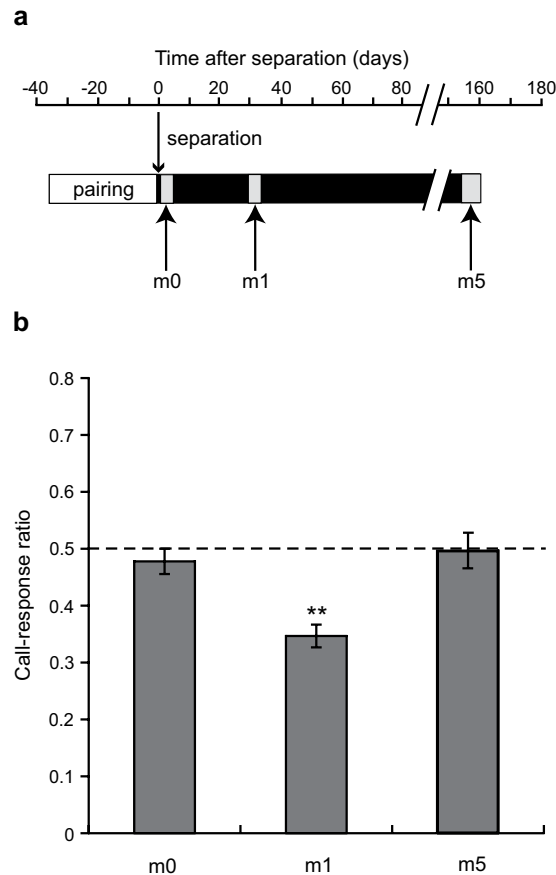 a
Time after separation (days)
-40 -20 0 20 40 60 80 160 180
separation
pairing
m0 m1 m5
b
0.8
0.7
0.6
0.5
0.4
0.3
0.2
0.1
0
Call-response ratio
**
m0 m1 m5